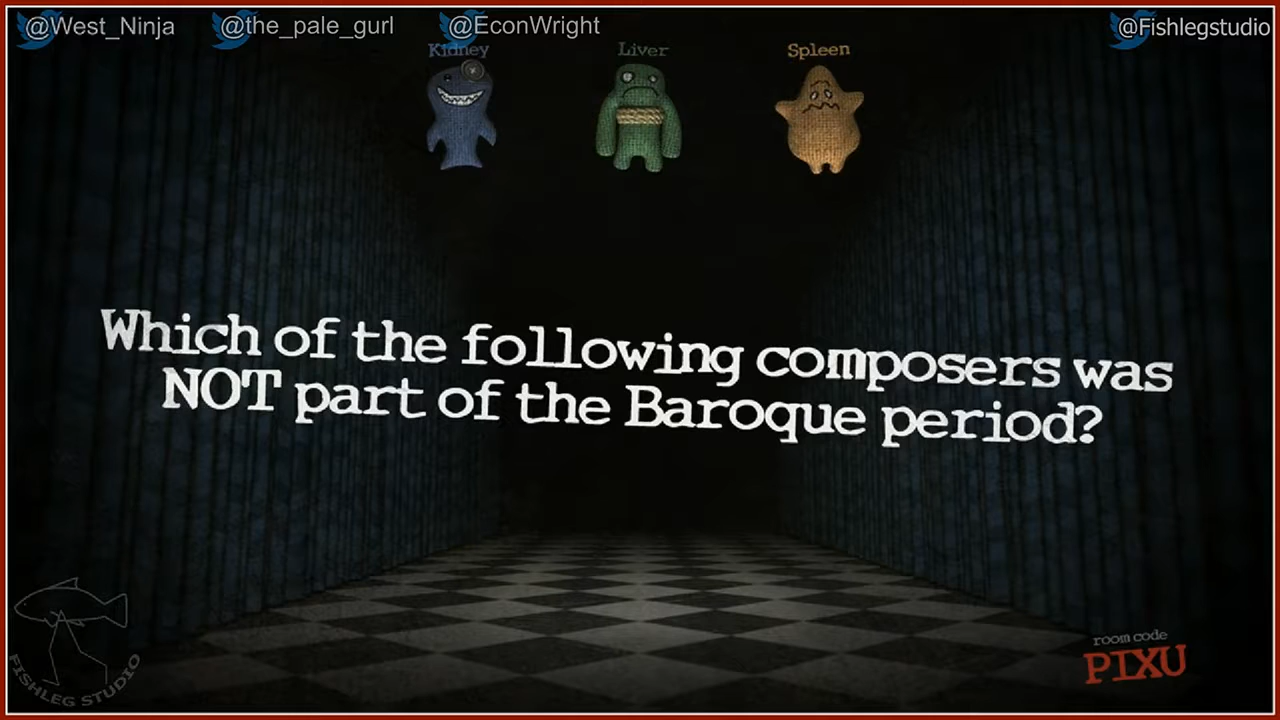 @West_Ninja @the_pale_gurl @EconWright @Fishlegstudio
Kidney Liver Spleen
Which of the following composers was
NOT part of the Baroque period?
room code
PIXU
FISHLEG STUDIO